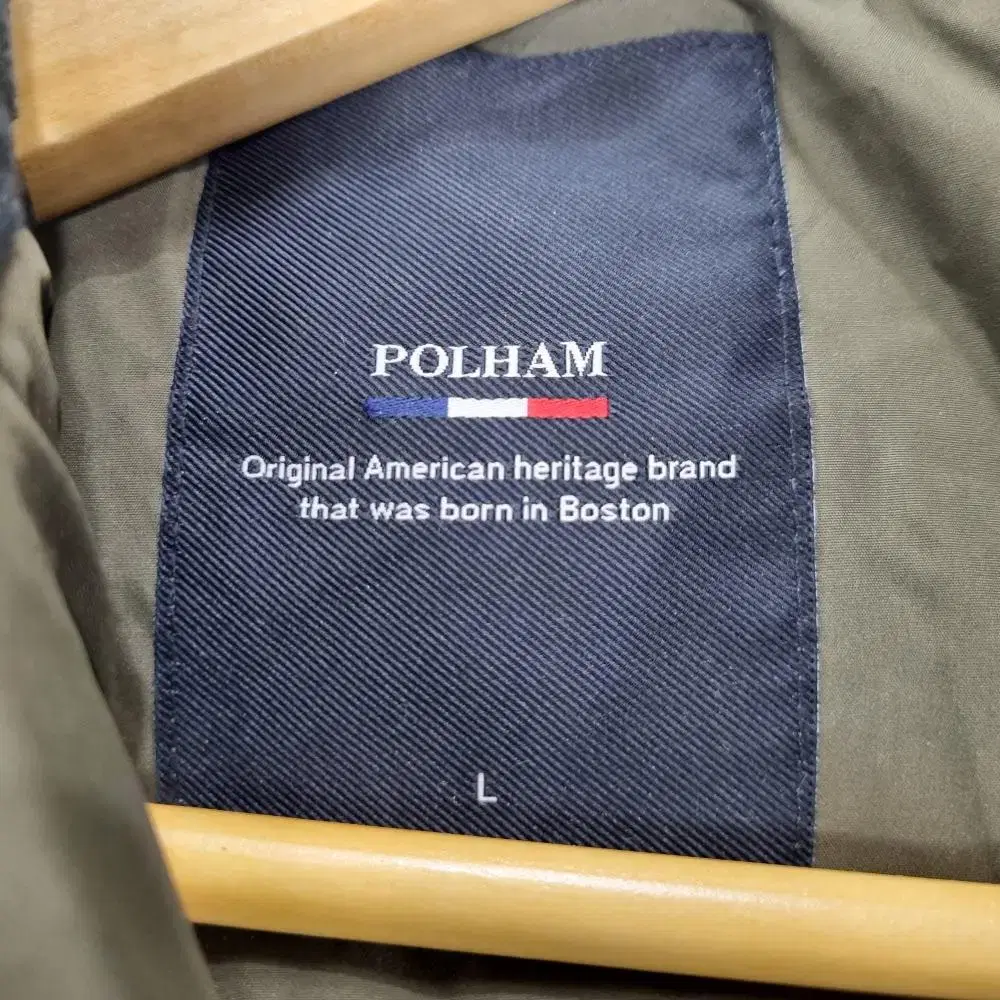 POLHAM
Original American heritage brand
that was born in Boston
L